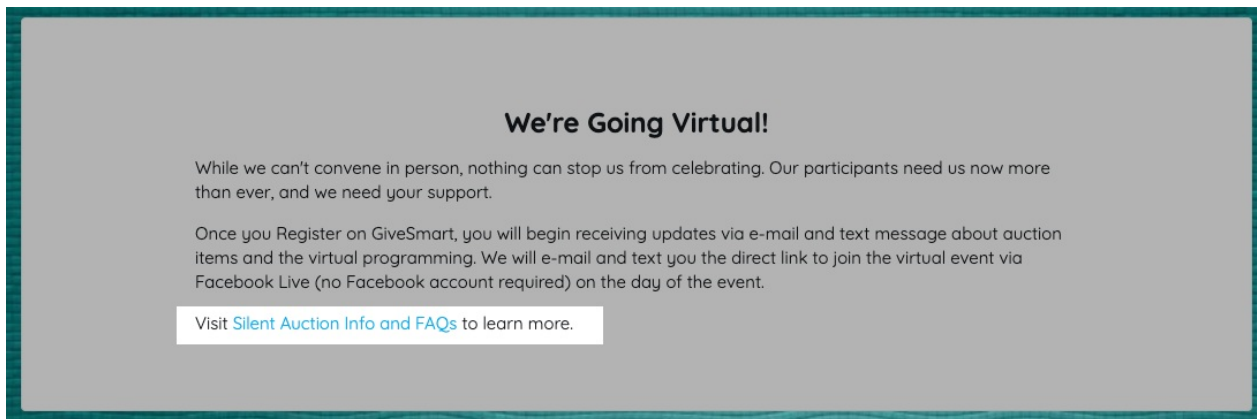 We're Going Virtual!
While we can't convene in person, nothing can stop us from celebrating. Our participants need us now more
than ever, and we need your support.
Once you Register on GiveSmart, you will begin receiving updates via e-mail and text message about auction
items and the virtual programming. We will e-mail and text you the direct link to join the virtual event via
Facebook Live (no Facebook account required) on the day of the event.
Visit Silent Auction Info and FAQs to learn more.